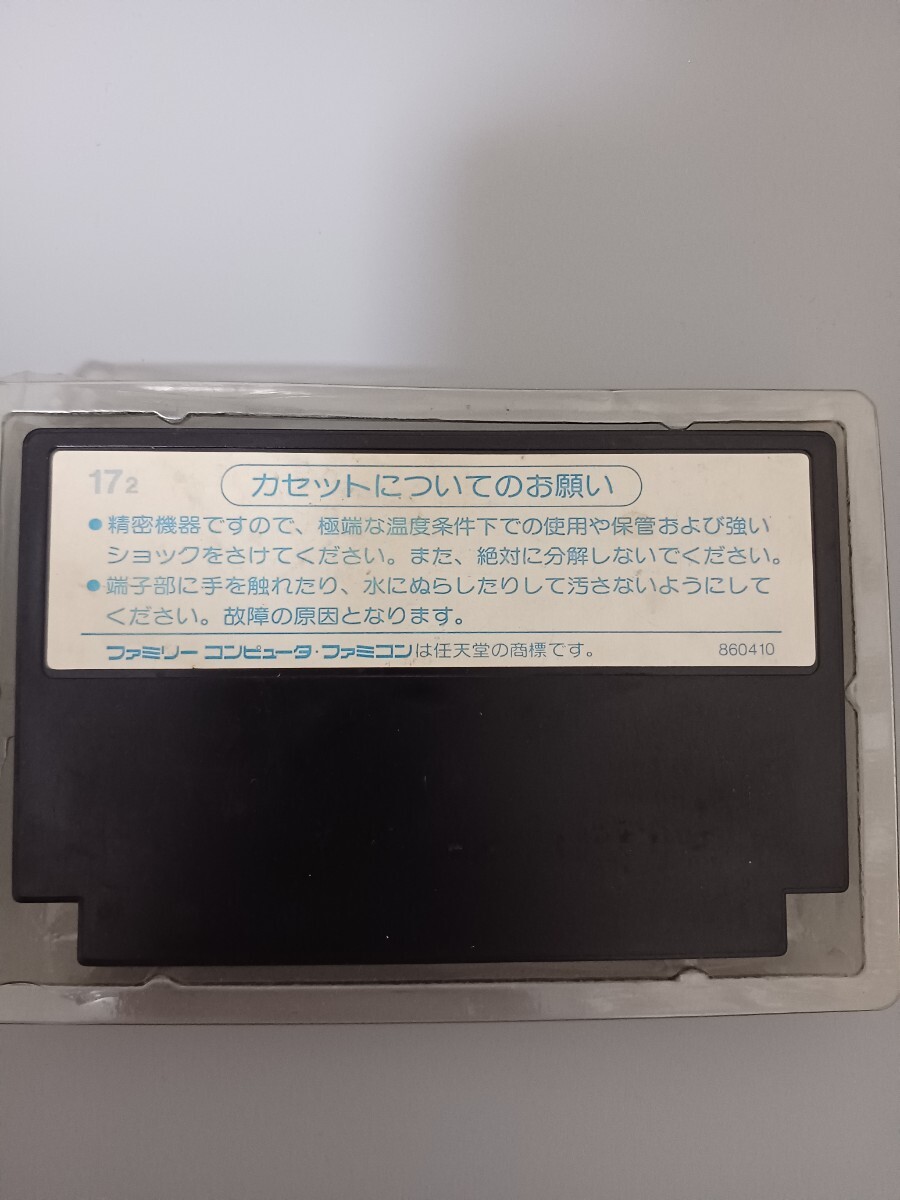 172
カセットについてのお願い
●精密機器ですので、極端な温度条件下での使用や保管および強い
ショックをさけてください。また、絶対に分解しないでください。
●端子部に手を触れたり、水にぬらしたりして汚さないようにして
ください。故障の原因となります。
ファミリー コンピュータ・ファミコンは任天堂の商標です。 860410